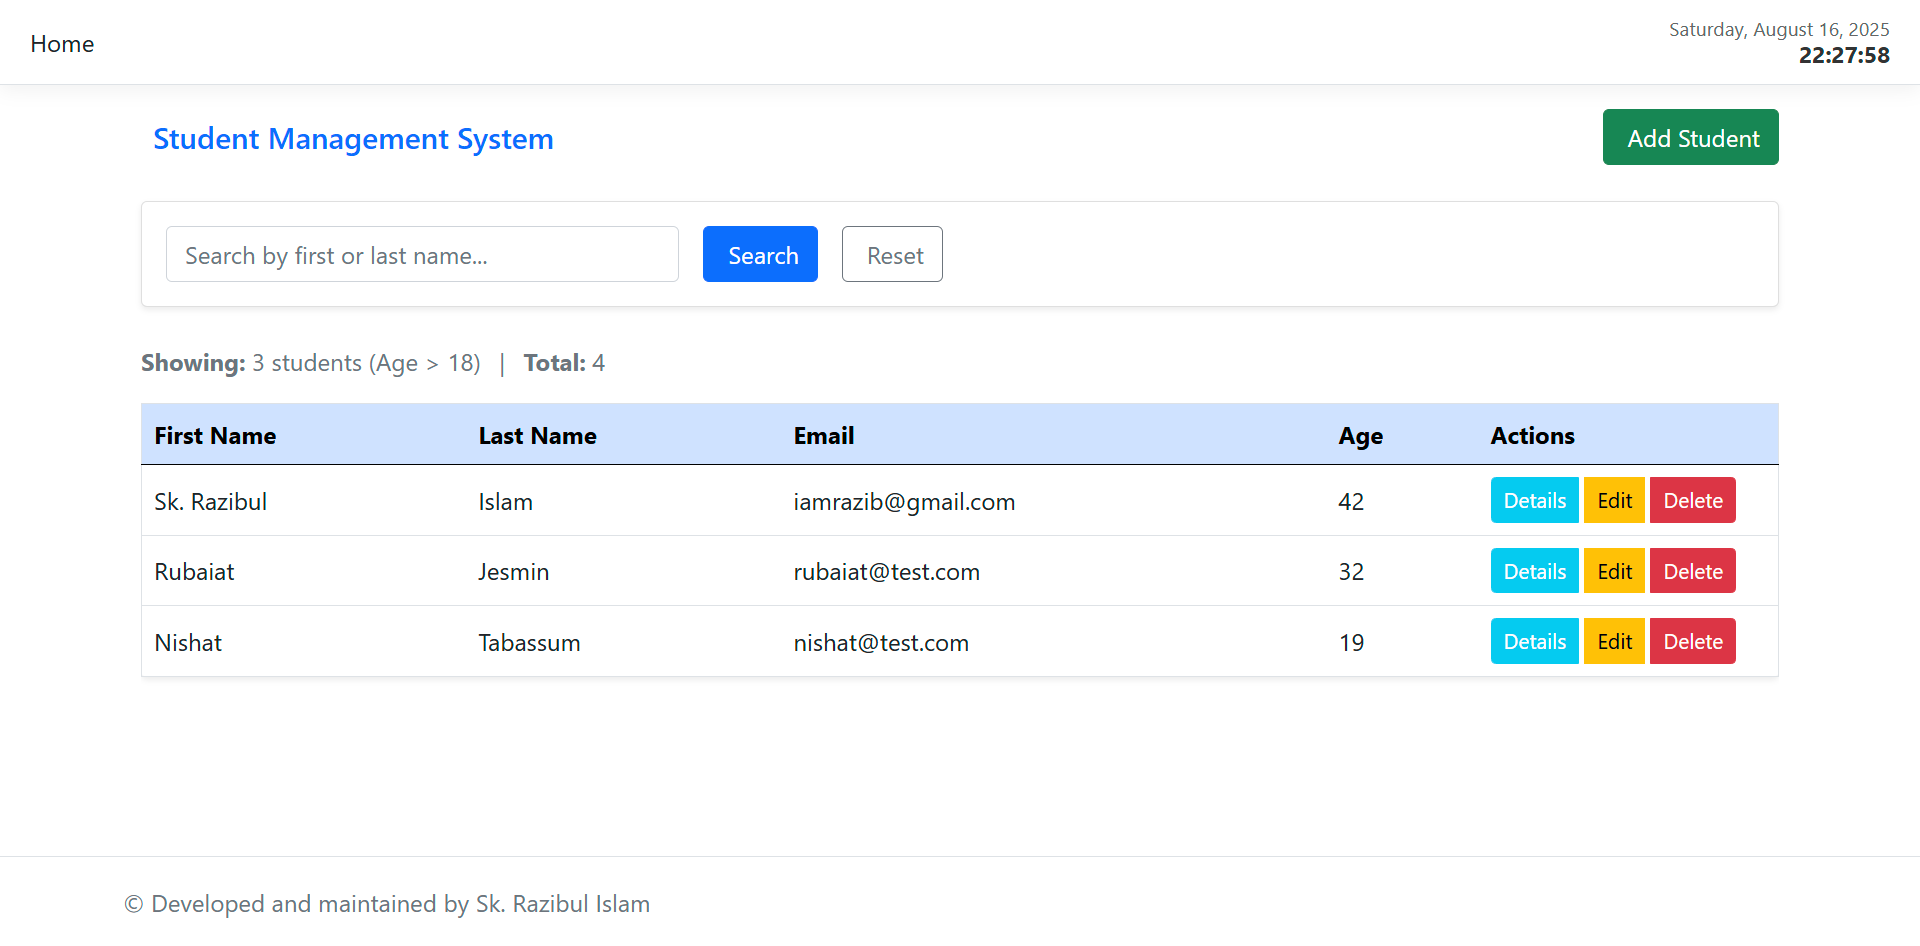 Home
Saturday, August 16, 2025
22:27:58
Student Management System
Add Student
Search by first or last name...
Search
Reset
Showing: 3 students (Age > 18) | Total: 4
First Name Last Name Email Age Actions
Sk. Razibul Islam iamrazib@gmail.com 42 Details Edit Delete
Rubaiat Jesmin rubaiat@test.com 32 Details Edit Delete
Nishat Tabassum nishat@test.com 19 Details Edit Delete
© Developed and maintained by Sk. Razibul Islam